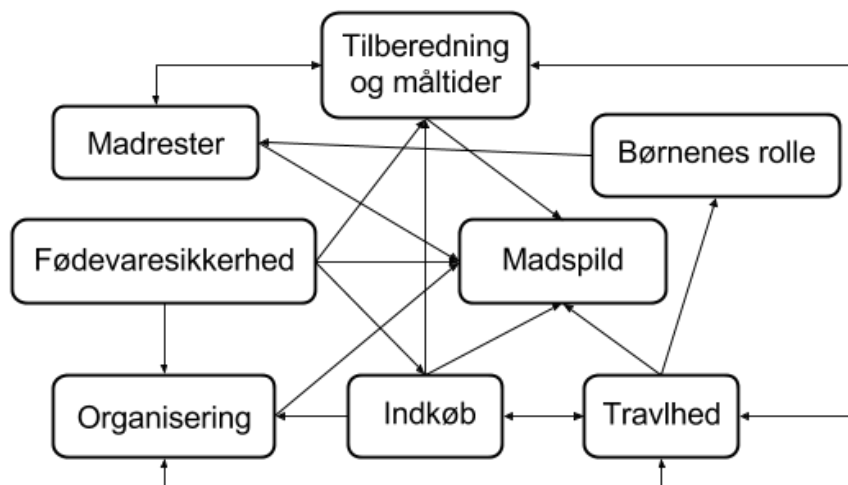 Tilberedning
og måltider
Madrester
Børnenes rolle
Fødevaresikkerhed
Madspild
Organisering
Indkøb
Travlhed